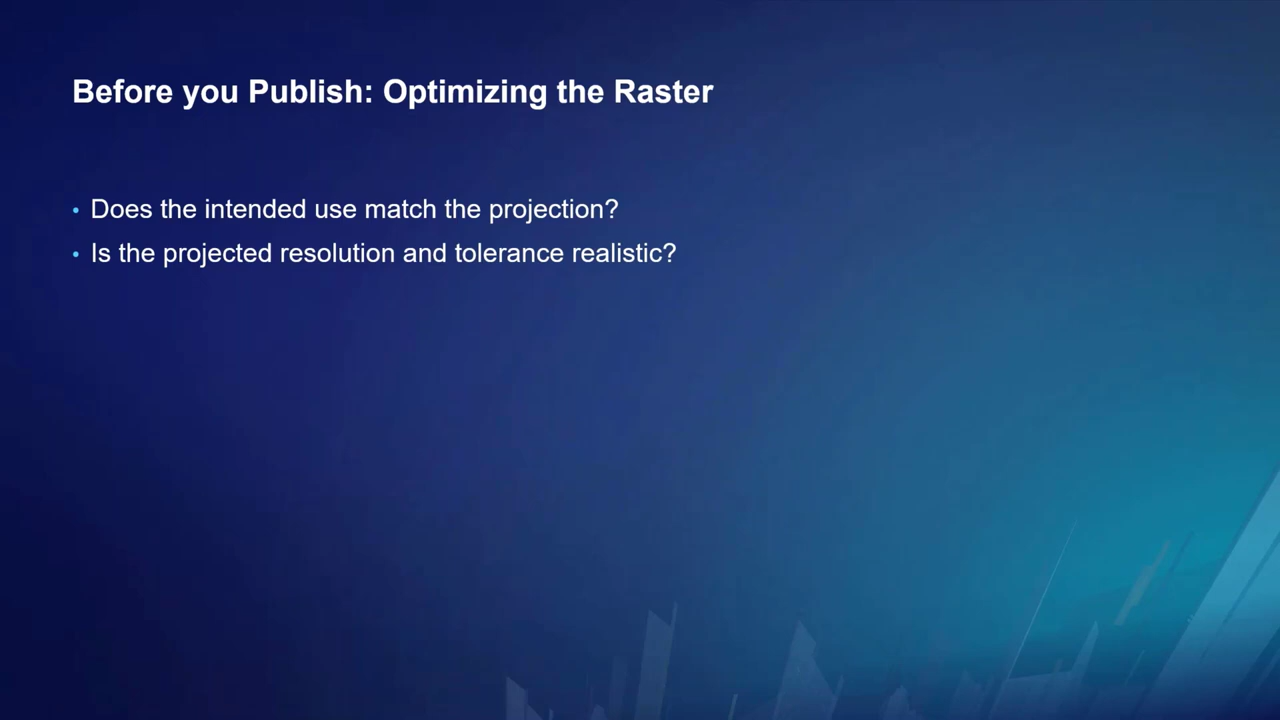 Before you Publish: Optimizing the Raster
• Does the intended use match the projection?
• Is the projected resolution and tolerance realistic?